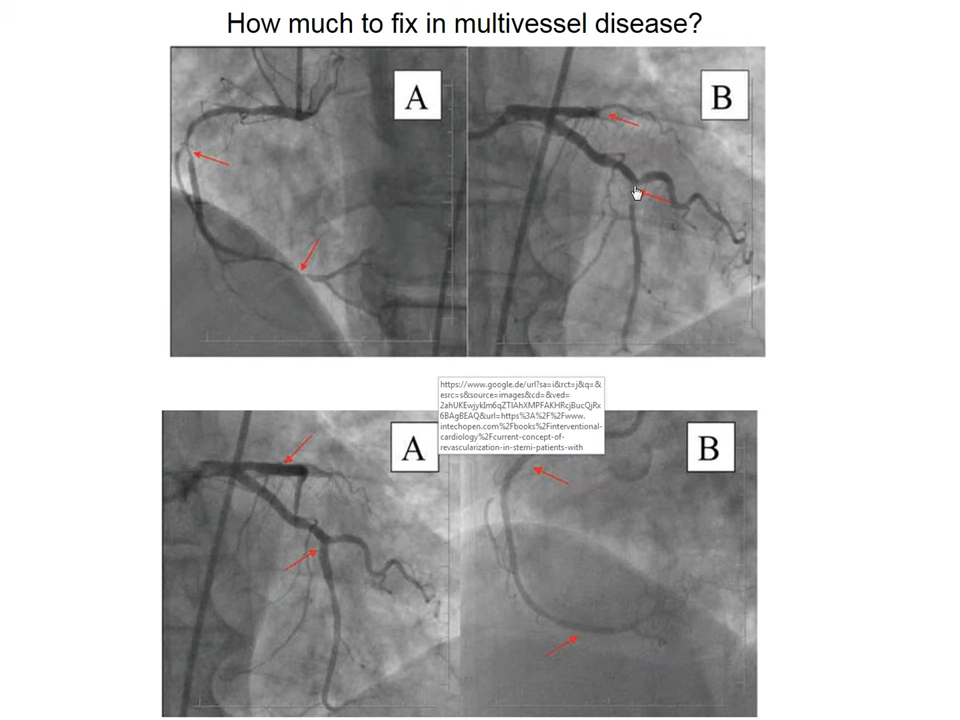 How much to fix in multivessel disease?
A
B
https://www.google.de/url?sa=i&rct=j&q=&
esrc=s&source=images&cd=&ved=
2ahUKEwjykIm6qZTIAhXMPFAKHRcjBucQjRx
6BAgBEAQ&url=https%3A%2F%2Fwww.
intechopen.com%2Fbooks%2Finterventional-
cardiology%2Fcurrent-concept-of-
revascularization-in-stemi-patients-with
A
B